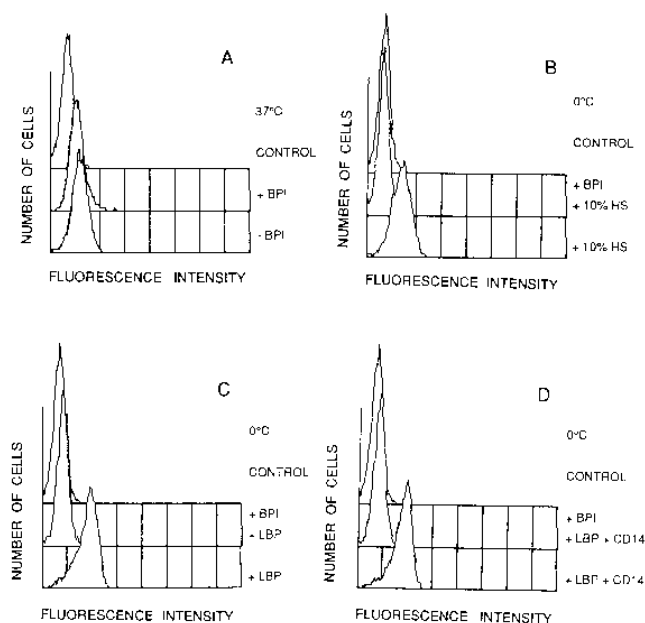 A
37°C
CONTROL
+ BPI
- BPI
NUMBER OF CELLS
FLUORESCENCE INTENSITY
B
0°C
CONTROL
+ BPI
+ 10% HS
+ 10% HS
NUMBER OF CELLS
FLUORESCENCE INTENSITY
C
0°C
CONTROL
+ BPI
+ LBP
+ LBP
NUMBER OF CELLS
FLUORESCENCE INTENSITY
D
0°C
CONTROL
+ BPI
+ LBP + CD14
+ LBP + CD14
NUMBER OF CELLS
FLUORESCENCE INTENSITY